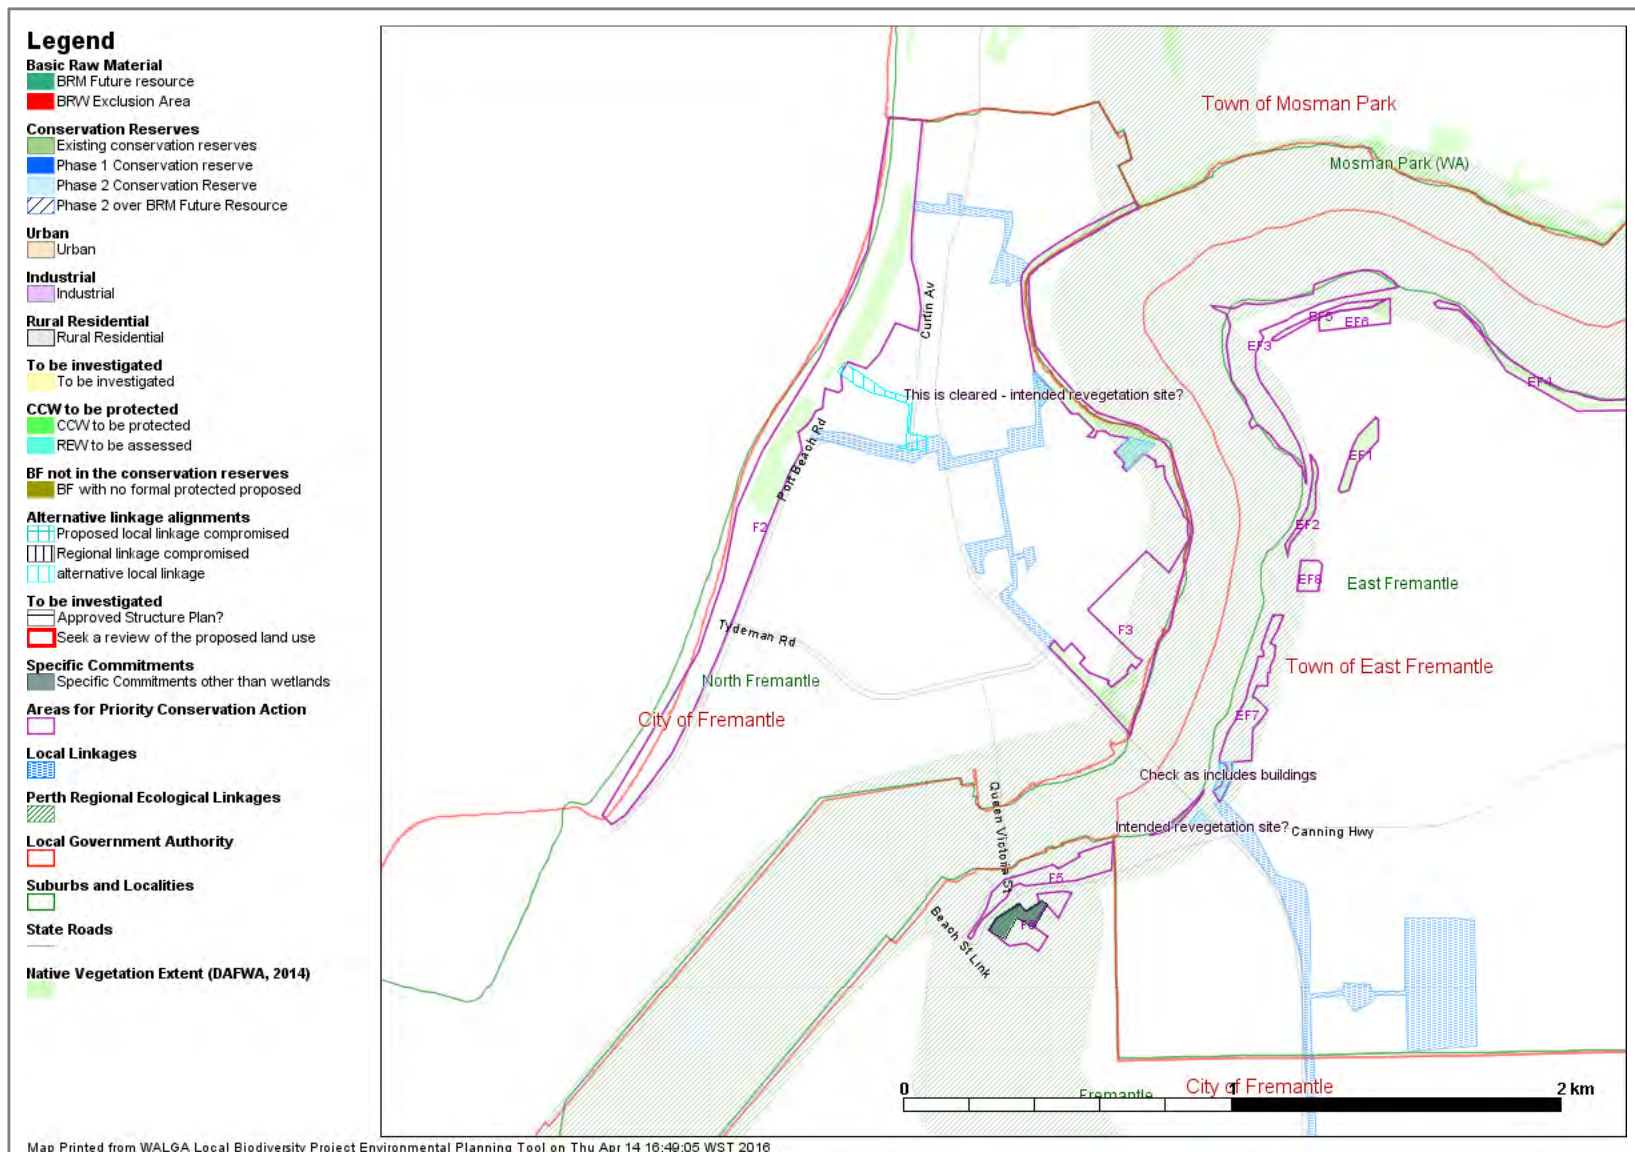 Legend
Basic Raw Material
BRM Future resource
BRW Exclusion Area
Conservation Reserves
Existing conservation reserves
Phase 1 Conservation reserve
Phase 2 Conservation Reserve
Phase 2 over BRM Future Resource
Urban
Urban
Industrial
Industrial
Rural Residential
Rural Residential
To be investigated
To be investigated
CCW to be protected
CCW to be protected
REW to be assessed
BF not in the conservation reserves
BF with no formal protected proposed
Alternative linkage alignments
Proposed local linkage compromised
Regional linkage compromised
alternative local linkage
To be investigated
Approved Structure Plan?
Seek a review of the proposed land use
Specific Commitments
Specific Commitments other than wetlands
Areas for Priority Conservation Action
Local Linkages
Perth Regional Ecological Linkages
Local Government Authority
Suburbs and Localities
State Roads
Native Vegetation Extent (DAFWA, 2014)
Town of Mosman Park
Mosman Park (WA)
Curtin Av
EF5
EF6
EF3
EF4
This is cleared - intended revegetation site?
Port Beach Rd
EF1
F2
EF2
EF8
East Fremantle
Tydeman Rd
F3
Town of East Fremantle
North Fremantle
City of Fremantle
EF7
Check as includes buildings
Queen Victoria St
Intended revegetation site?
Canning Hwy
F5
Beach St Link
F6
0
1
2 km
Fremantle
City of Fremantle
Map Printed from WALGA Local Biodiversity Project Environmental Planning Tool on Thu Apr 14 16:49:05 WST 2016